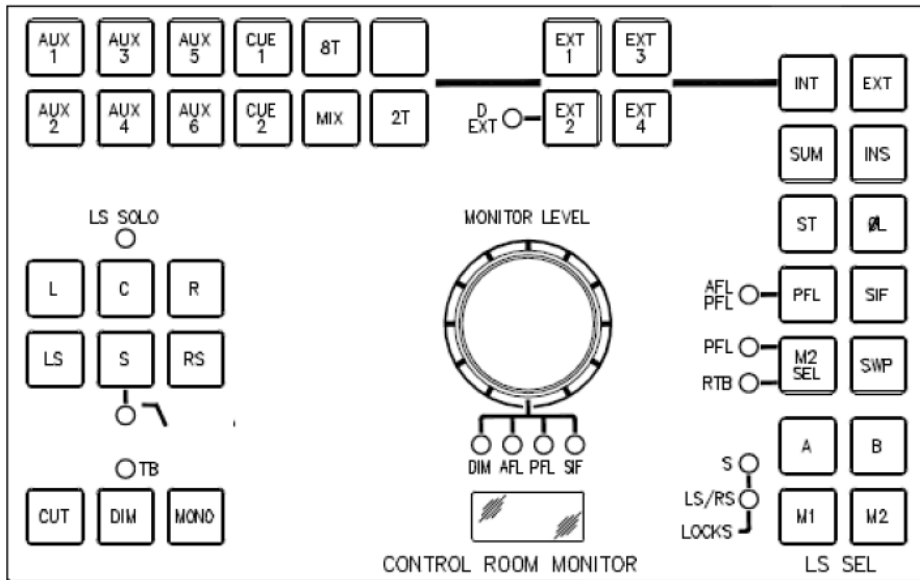 AUX 1
AUX 3
AUX 5
CUE 1
8T
EXT 1
EXT 3
INT
EXT
AUX 2
AUX 4
AUX 6
CUE 2
MIX
2T
D EXT
EXT 2
EXT 4
SUM
INS
LS SOLO
MONITOR LEVEL
ST
ØL
L
C
R
AFL PFL
PFL
SIF
LS
S
RS
PFL
RTB
M2 SEL
SWP
DIM AFL PFL SIF
A
B
TB
S
LS/RS
LOCKS
CUT
DIM
MONO
M1
M2
CONTROL ROOM MONITOR
LS SEL